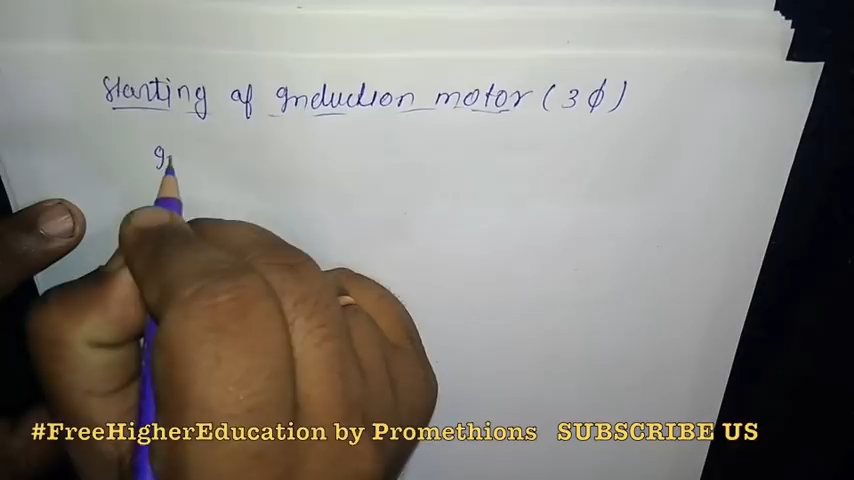 Starting of Induction motor (3ϕ)
#FreeHigherEducation by Promethions SUBSCRIBE US